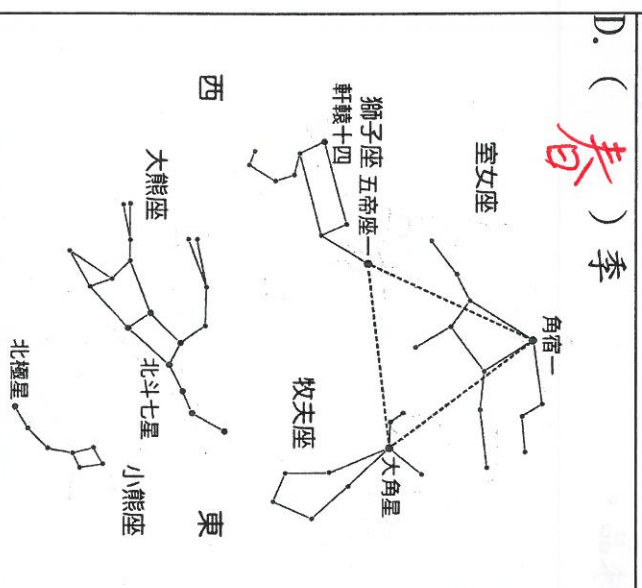 D. (春)季
室女座
角宿一
獅子座 五帝座一
軒轅十四
西
大熊座
牧夫座
大角星
北斗七星
東
北極星
小熊座